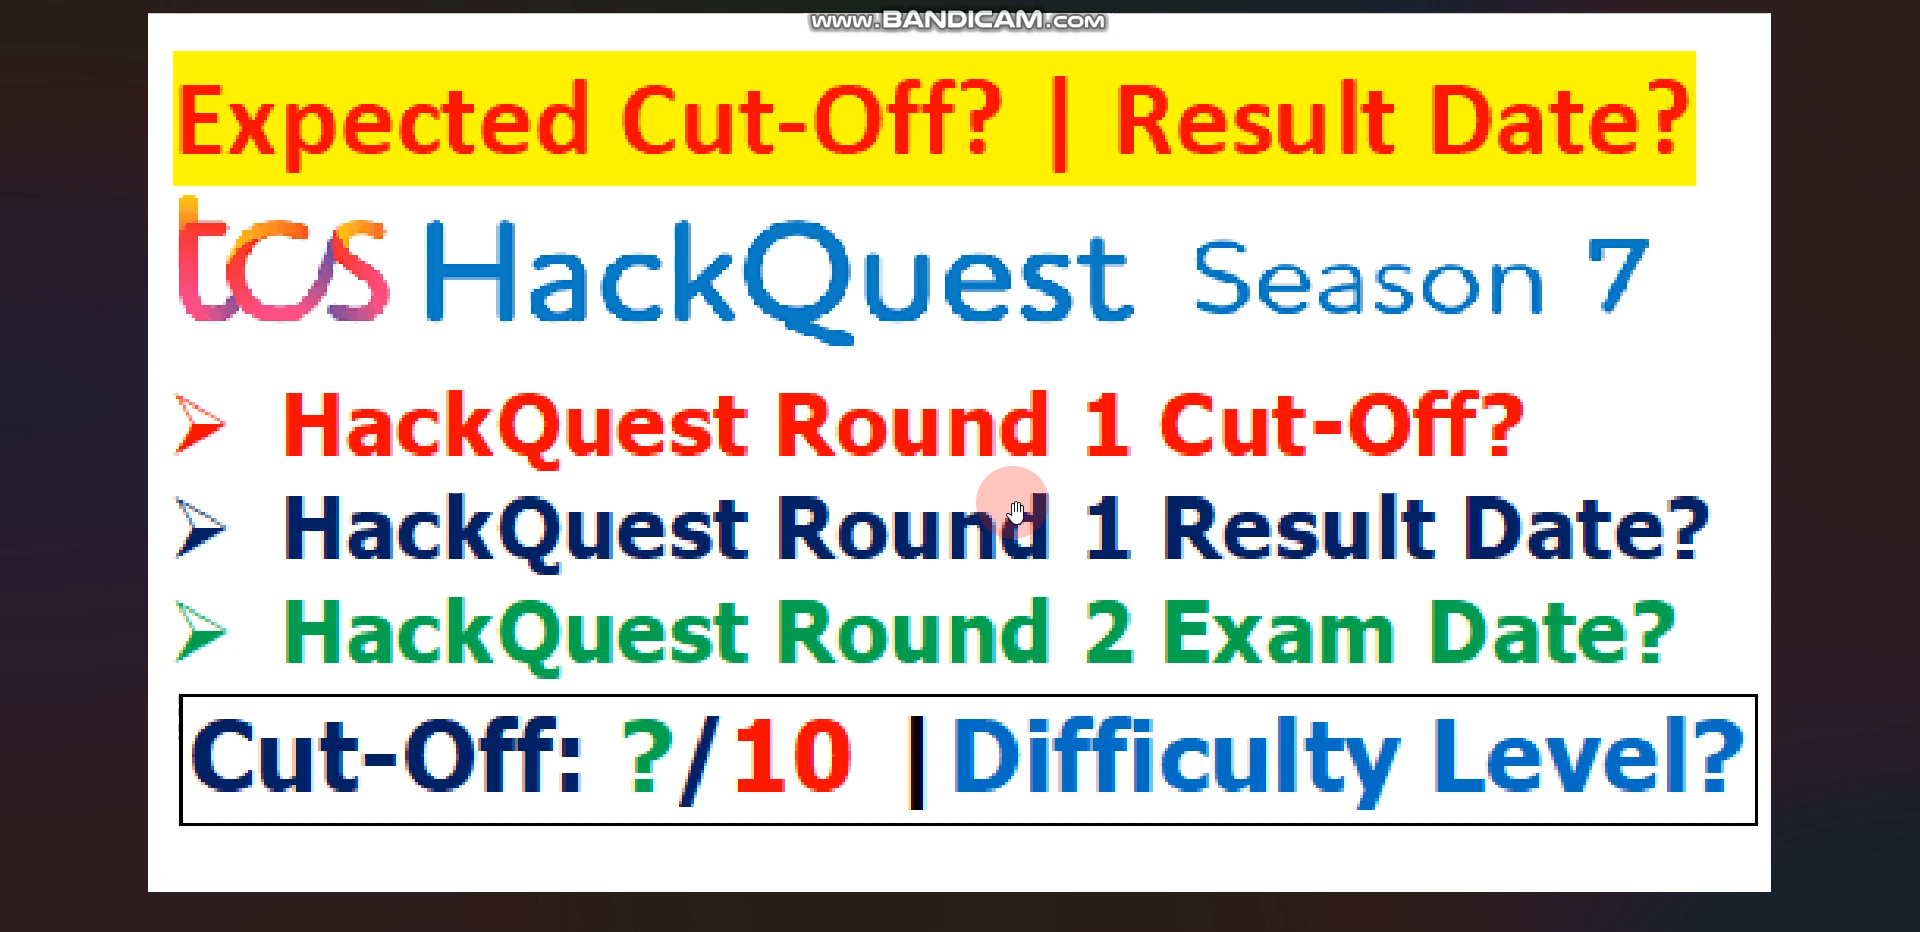 www.BANDICAM.com
Expected Cut-Off? | Result Date?
tcs HackQuest Season 7
➢ HackQuest Round 1 Cut-Off?
➢ HackQuest Round 1 Result Date?
➢ HackQuest Round 2 Exam Date?
Cut-Off: ?/10 |Difficulty Level?